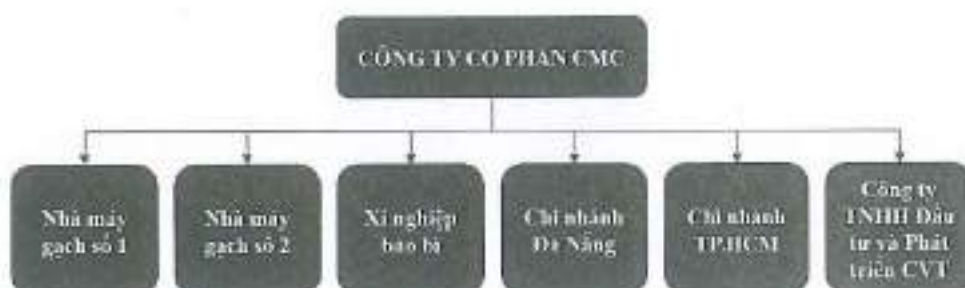 CÔNG TY CO PHAN CMC
Nhà máy
gạch số 1
Nhà máy
gạch số 2
Xí nghiệp
bao bì
Chi nhánh
Đà Nẵng
Chi nhánh
TP.HCM
Công ty
TNHH Đầu
tư và Phát
triển CVT